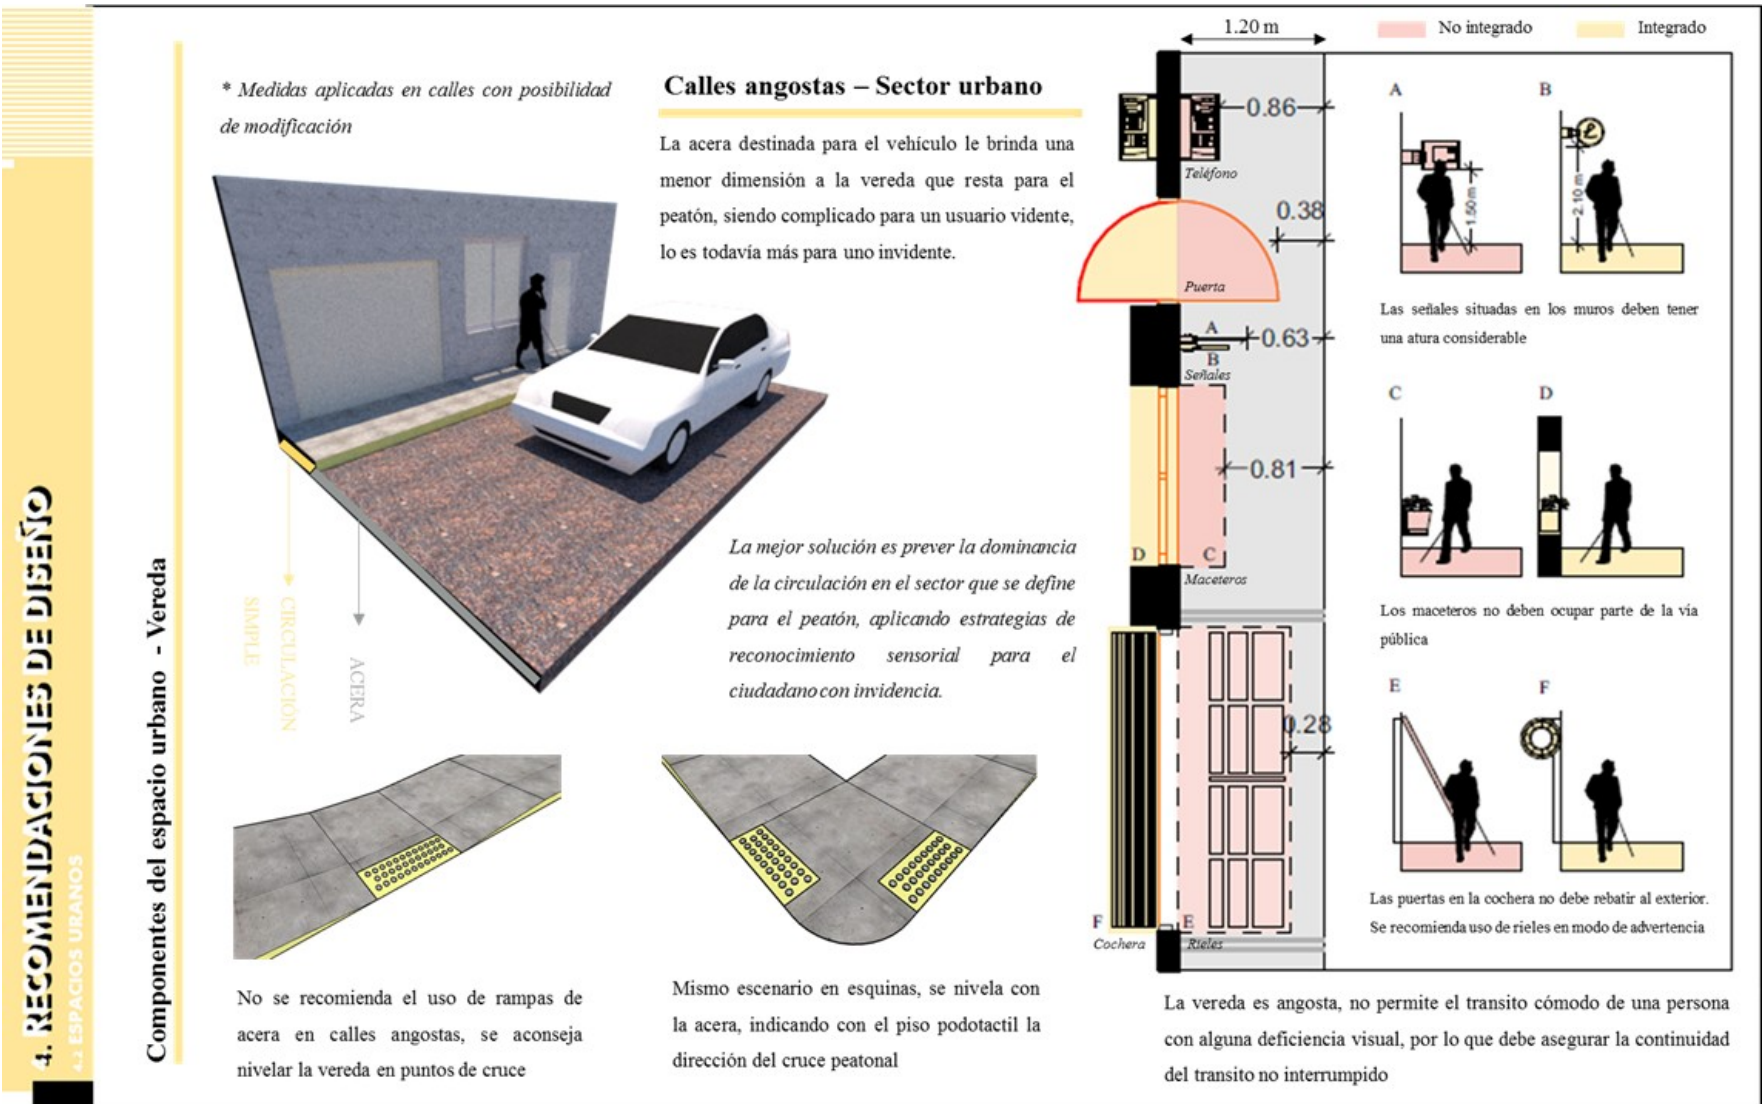 4. RECOMENDACIONES DE DISEÑO
4.2 ESPACIOS URANOS
Componentes del espacio urbano - Vereda
* Medidas aplicadas en calles con posibilidad
de modificación
CIRCULACIÓN
SIMPLE
ACERA
Calles angostas – Sector urbano
La acera destinada para el vehículo le brinda una
menor dimensión a la vereda que resta para el
peatón, siendo complicado para un usuario vidente,
lo es todavía más para uno invidente.
La mejor solución es prever la dominancia
de la circulación en el sector que se define
para el peatón, aplicando estrategias de
reconocimiento sensorial para el
ciudadano con invidencia.
No se recomienda el uso de rampas de
acera en calles angostas, se aconseja
nivelar la vereda en puntos de cruce
Mismo escenario en esquinas, se nivela con
la acera, indicando con el piso podotactil la
dirección del cruce peatonal
1.20 m
No integrado
Integrado
0.86
Teléfono
0.38
Puerta
A
0.63
B
Señales
0.81
D
C
Maceteros
0.28
F
E
Cochera
Rieles
A
B
1.50 m
2.10 m
Las señales situadas en los muros deben tener
una atura considerable
C
D
Los maceteros no deben ocupar parte de la vía
pública
E
F
Las puertas en la cochera no debe rebatir al exterior.
Se recomienda uso de rieles en modo de advertencia
La vereda es angosta, no permite el transito cómodo de una persona
con alguna deficiencia visual, por lo que debe asegurar la continuidad
del transito no interrumpido